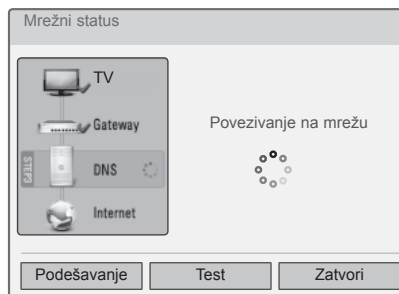 Mrežni status
TV
Gateway
Povezivanje na mrežu
STEP3
DNS
Internet
Podešavanje
Test
Zatvori